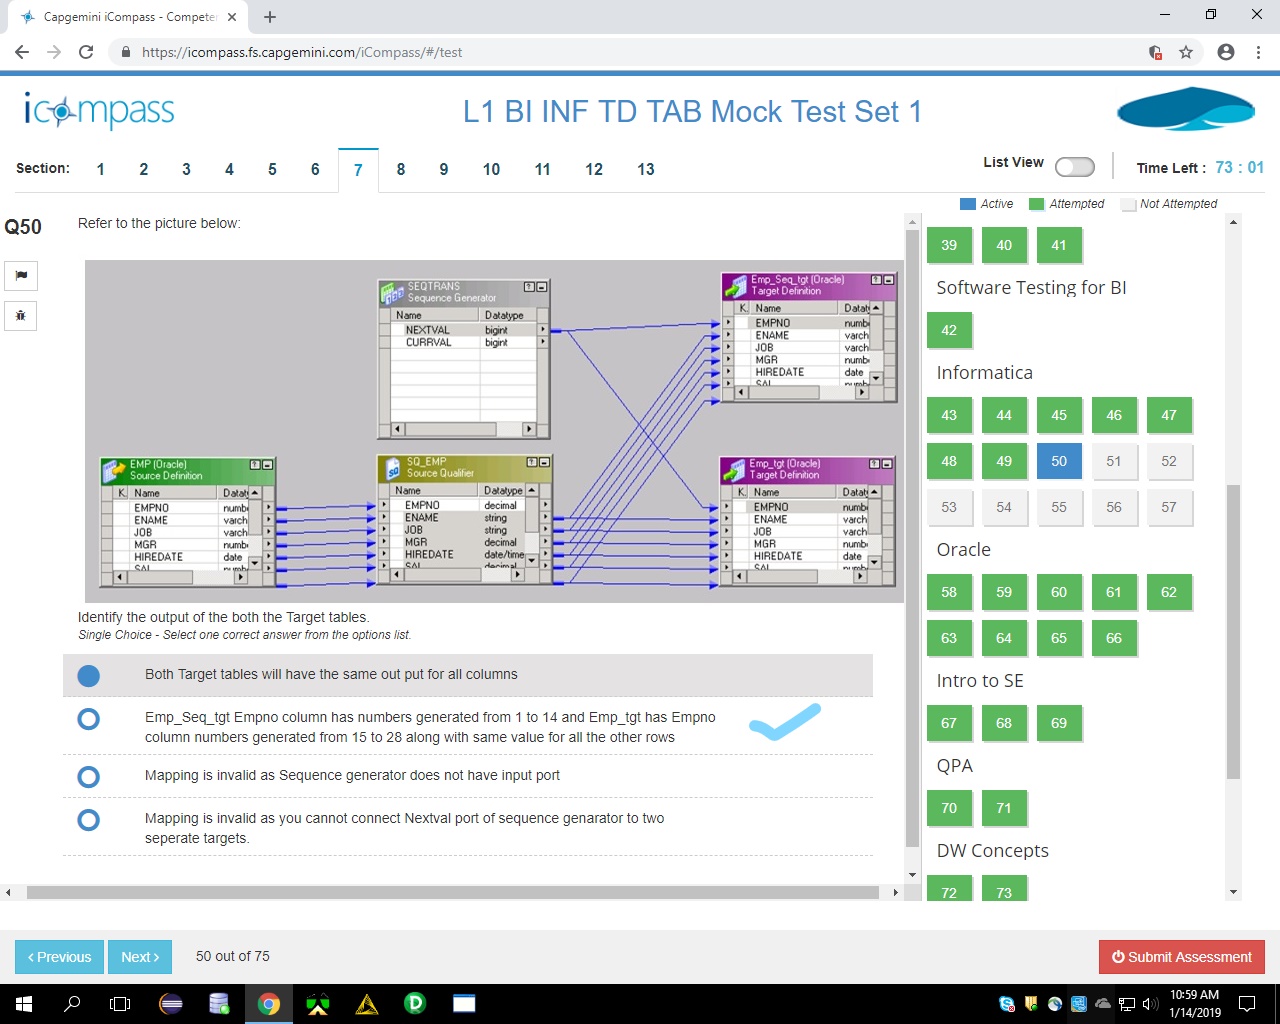 Capgemini iCompass - Competer
https://icompass.fs.capgemini.com/iCompass/#/test
icompass
L1 BI INF TD TAB Mock Test Set 1
Section: 1 2 3 4 5 6 7 8 9 10 11 12 13
List View
Time Left : 73 : 01
Active Attempted Not Attempted
Q50
Refer to the picture below:
SEQTRANS
Sequence Generator
Name Datatype
NEXTVAL bigint
CURRVAL bigint
Emp_Seq_tgt (Oracle)
Target Definition
K. Name Datat
EMPNO numb
ENAME varch
JOB varch
MGR numb
HIREDATE date
SAL numb
EMP (Oracle)
Source Definition
K. Name Datat
EMPNO numb
ENAME varch
JOB varch
MGR numb
HIREDATE date
SAL numb
SQ_EMP
Source Qualifier
Name Datatype
EMPNO decimal
ENAME string
JOB string
MGR decimal
HIREDATE date/time
SAL decimal
Emp_tgt (Oracle)
Target Definition
K. Name Datat
EMPNO numb
ENAME varch
JOB varch
MGR numb
HIREDATE date
SAL numb
Identify the output of the both the Target tables.
Single Choice - Select one correct answer from the options list.
Both Target tables will have the same out put for all columns
Emp_Seq_tgt Empno column has numbers generated from 1 to 14 and Emp_tgt has Empno
column numbers generated from 15 to 28 along with same value for all the other rows
Mapping is invalid as Sequence generator does not have input port
Mapping is invalid as you cannot connect Nextval port of sequence genarator to two
seperate targets.
39 40 41
Software Testing for BI
42
Informatica
43 44 45 46 47
48 49 50 51 52
53 54 55 56 57
Oracle
58 59 60 61 62
63 64 65 66
Intro to SE
67 68 69
QPA
70 71
DW Concepts
72 73
‹ Previous
Next ›
50 out of 75
Submit Assessment
10:59 AM
1/14/2019